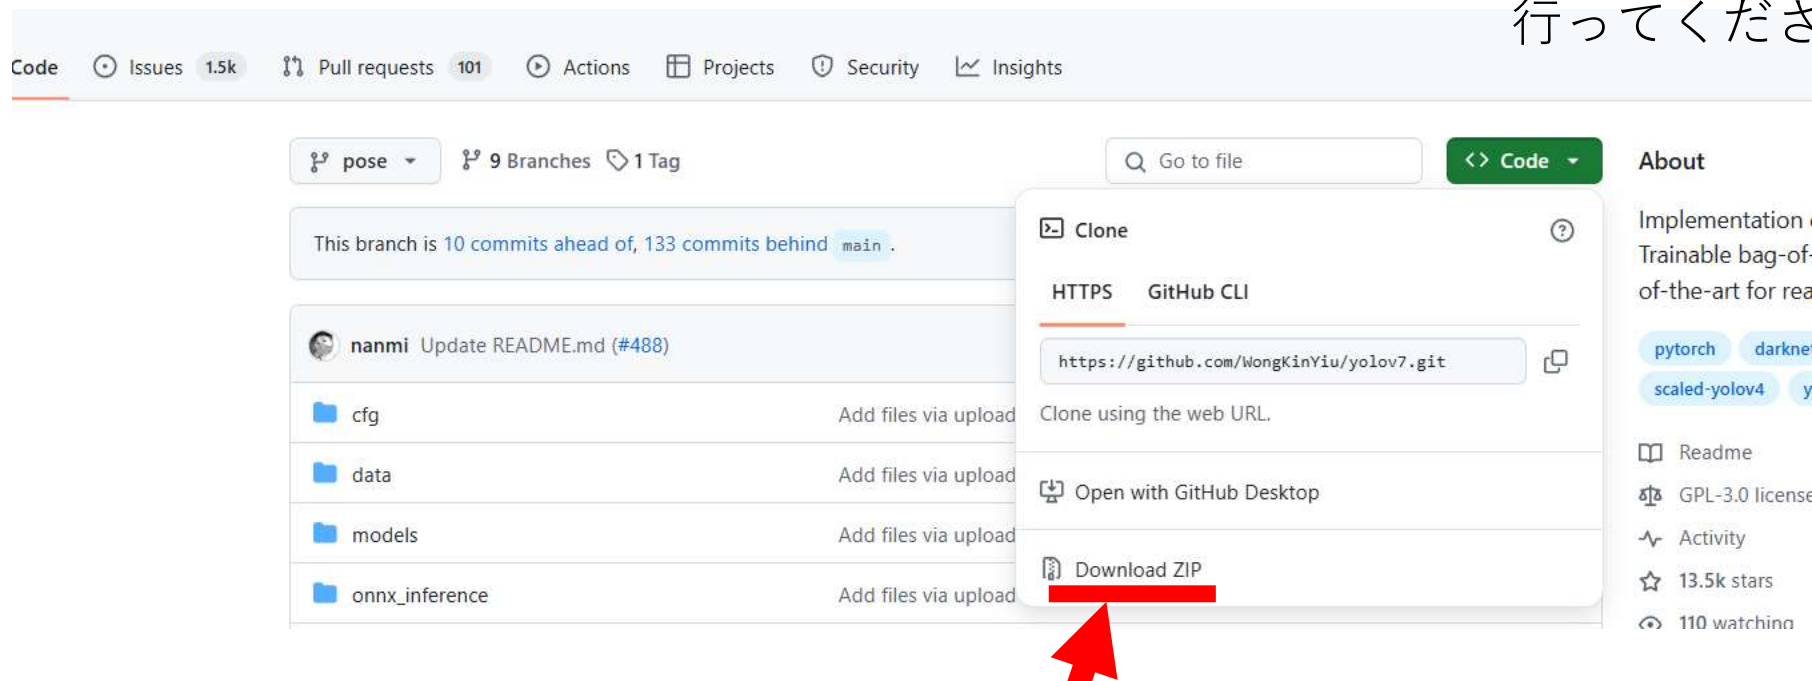 行ってくださ
Code Issues 1.5k Pull requests 101 Actions Projects Security Insights
pose 9 Branches 1 Tag Go to file <> Code About
This branch is 10 commits ahead of, 133 commits behind main .
nanmi Update README.md (#488)
cfg Add files via upload
data Add files via upload
models Add files via upload
onnx_inference Add files via upload
Clone
HTTPS GitHub CLI
https://github.com/WongKinYiu/yolov7.git
Clone using the web URL.
Open with GitHub Desktop
Download ZIP
Implementation
Trainable bag-of-
of-the-art for
pytorch
scaled-yolov4
Readme
GPL-3.0 license
Activity
13.5k stars
110 watching